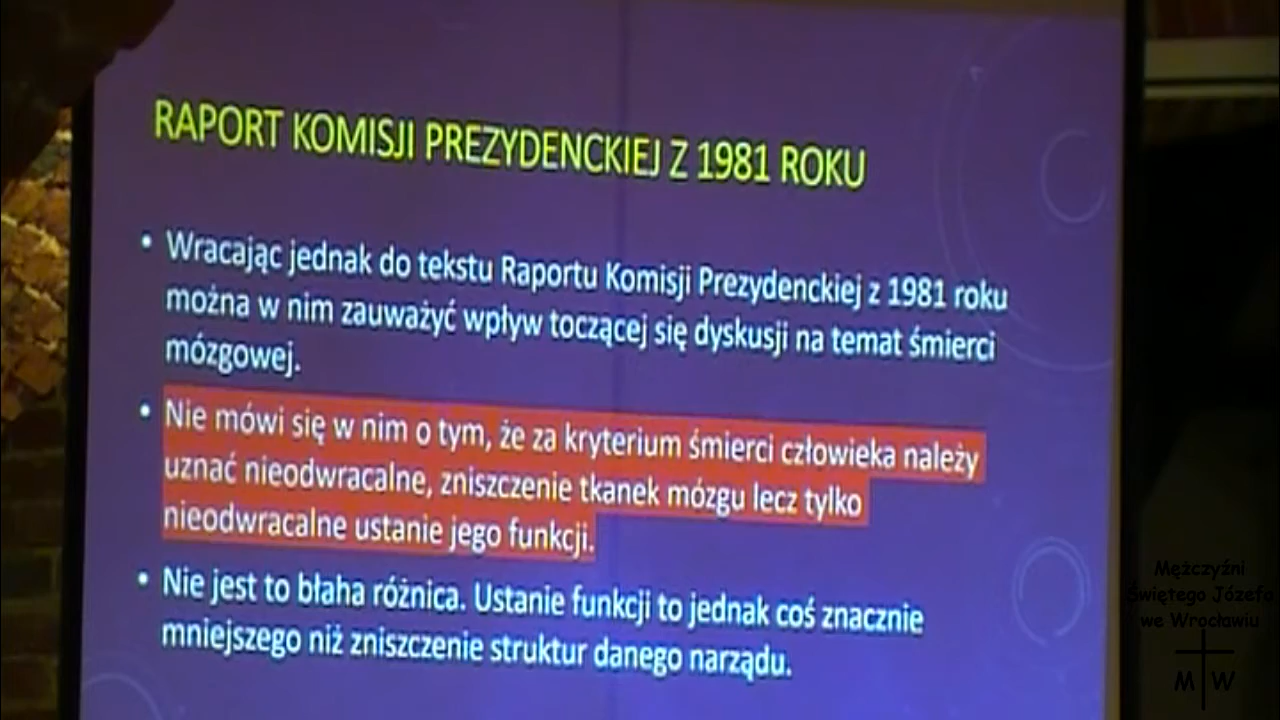 RAPORT KOMISJI PREZYDENCKIEJ Z 1981 ROKU
• Wracając jednak do tekstu Raportu Komisji Prezydenckiej z 1981 roku
można w nim zauważyć wpływ toczącej się dyskusji na temat śmierci
mózgowej.
• Nie mówi się w nim o tym, że za kryterium śmierci człowieka należy
uznać nieodwracalne, zniszczenie tkanek mózgu lecz tylko
nieodwracalne ustanie jego funkcji.
• Nie jest to błaha różnica. Ustanie funkcji to jednak coś znacznie
mniejszego niż zniszczenie struktur danego narządu.
Mężczyźni
Świętego Józefa
we Wrocławiu
M W